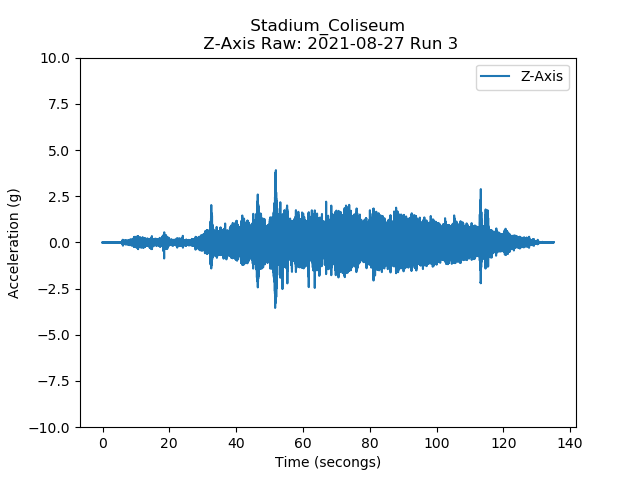 Stadium_Coliseum
Z-Axis Raw: 2021-08-27 Run 3
10.0
7.5
5.0
2.5
0.0
−2.5
−5.0
−7.5
−10.0
Acceleration (g)
Z-Axis
0 20 40 60 80 100 120 140
Time (secongs)